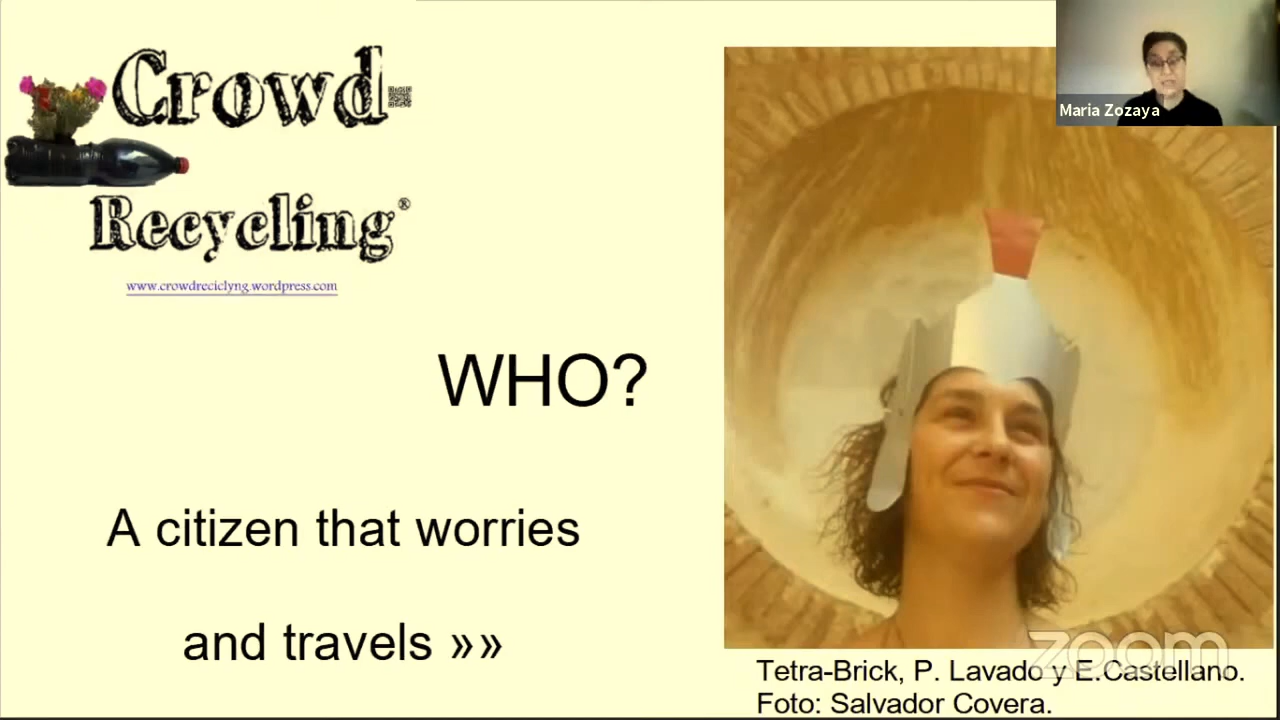 Crowd-
Recycling®
www.crowdreciclyng.wordpress.com
WHO?
A citizen that worries
and travels »»
Maria Zozaya
zoom
Tetra-Brick, P. Lavado y E.Castellano.
Foto: Salvador Covera.